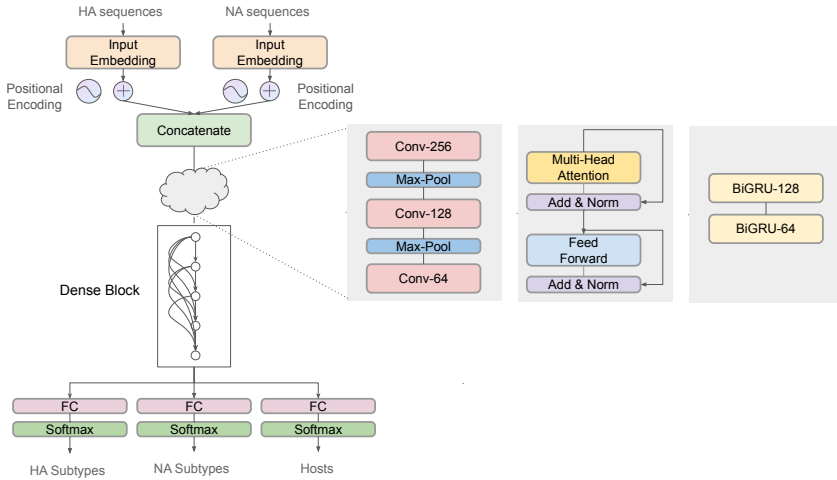 HA sequences
NA sequences
Input
Embedding
Input
Embedding
Positional
Encoding
Positional
Encoding
Concatenate
Conv-256
Max-Pool
Conv-128
Max-Pool
Conv-64
Multi-Head
Attention
Add & Norm
Feed
Forward
Add & Norm
BiGRU-128
BiGRU-64
Dense Block
FC
FC
FC
Softmax
Softmax
Softmax
HA Subtypes
NA Subtypes
Hosts